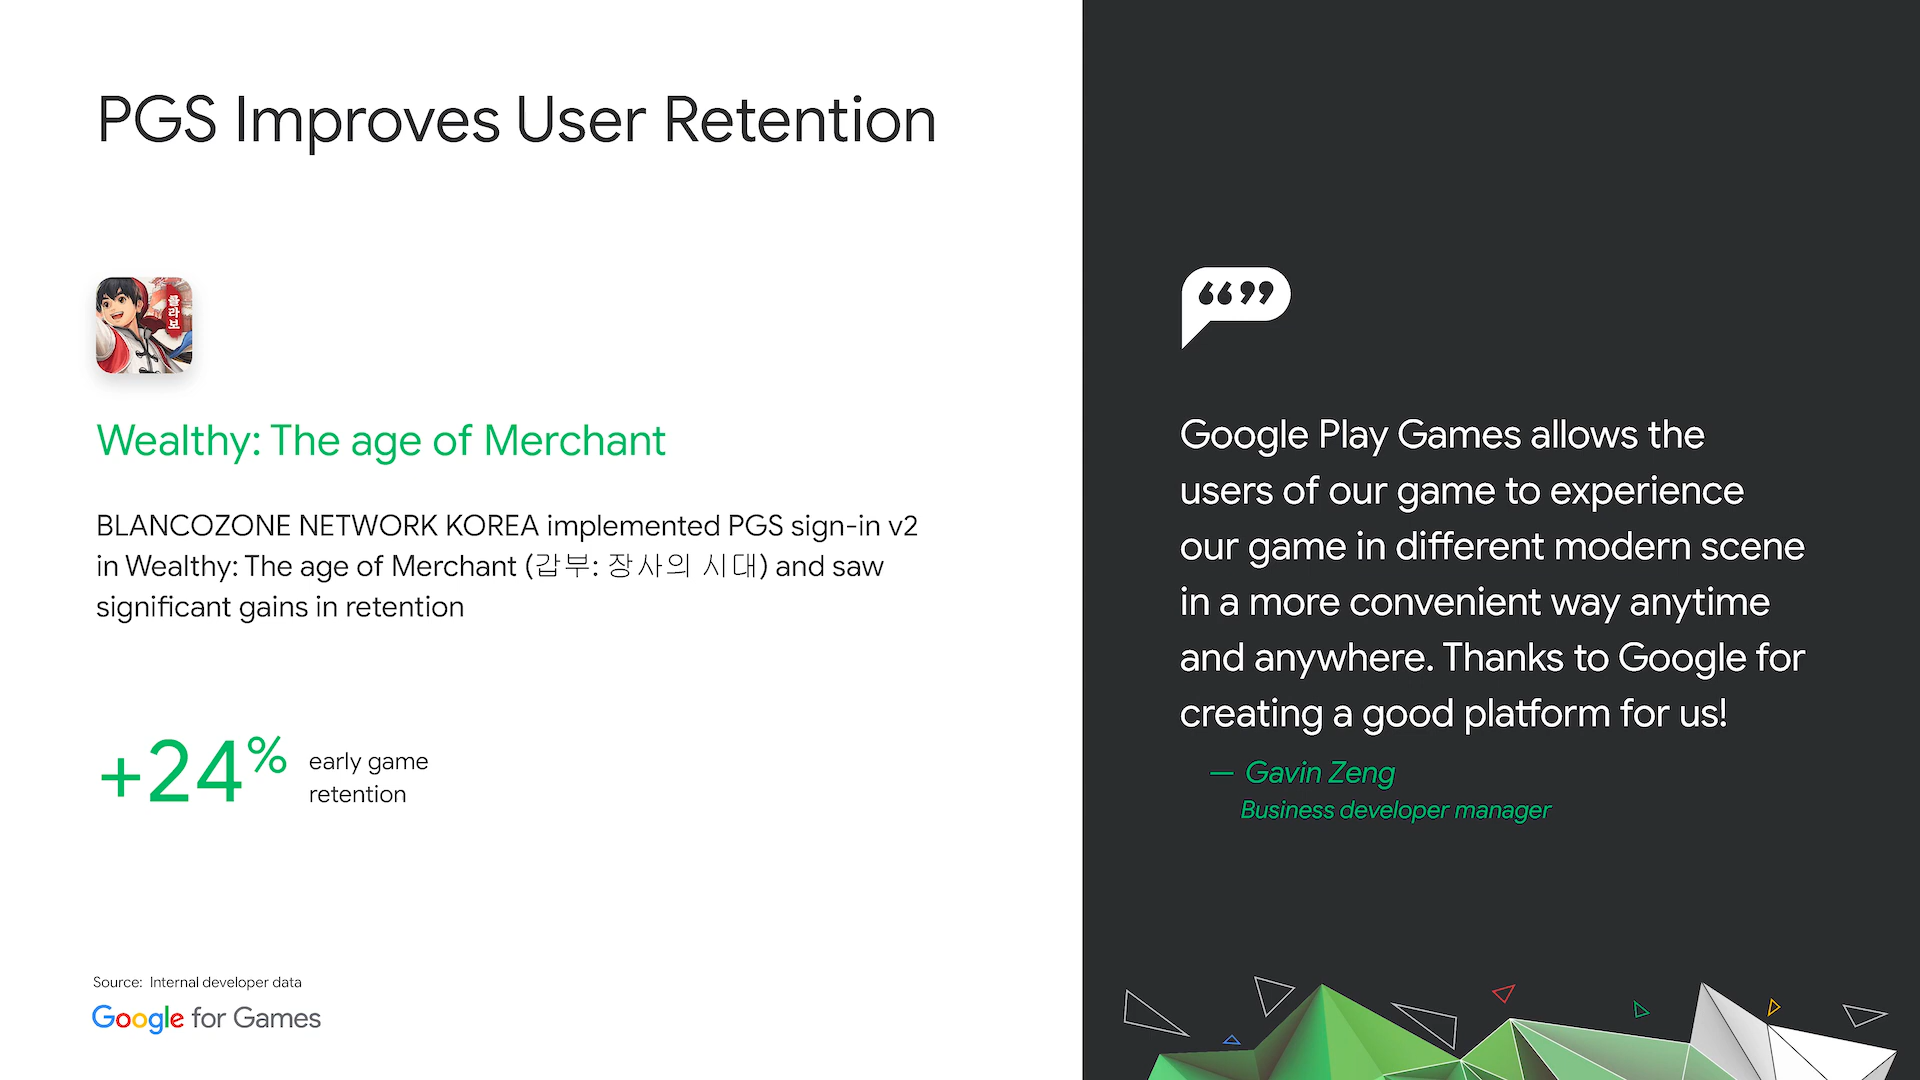 PGS Improves User Retention
콜라보
Wealthy: The age of Merchant
BLANCOZONE NETWORK KOREA implemented PGS sign-in v2
in Wealthy: The age of Merchant (갑부: 장사의 시대) and saw
significant gains in retention
+24%
early game
retention
Source: Internal developer data
Google for Games
“”
Google Play Games allows the
users of our game to experience
our game in different modern scene
in a more convenient way anytime
and anywhere. Thanks to Google for
creating a good platform for us!
— Gavin Zeng
Business developer manager